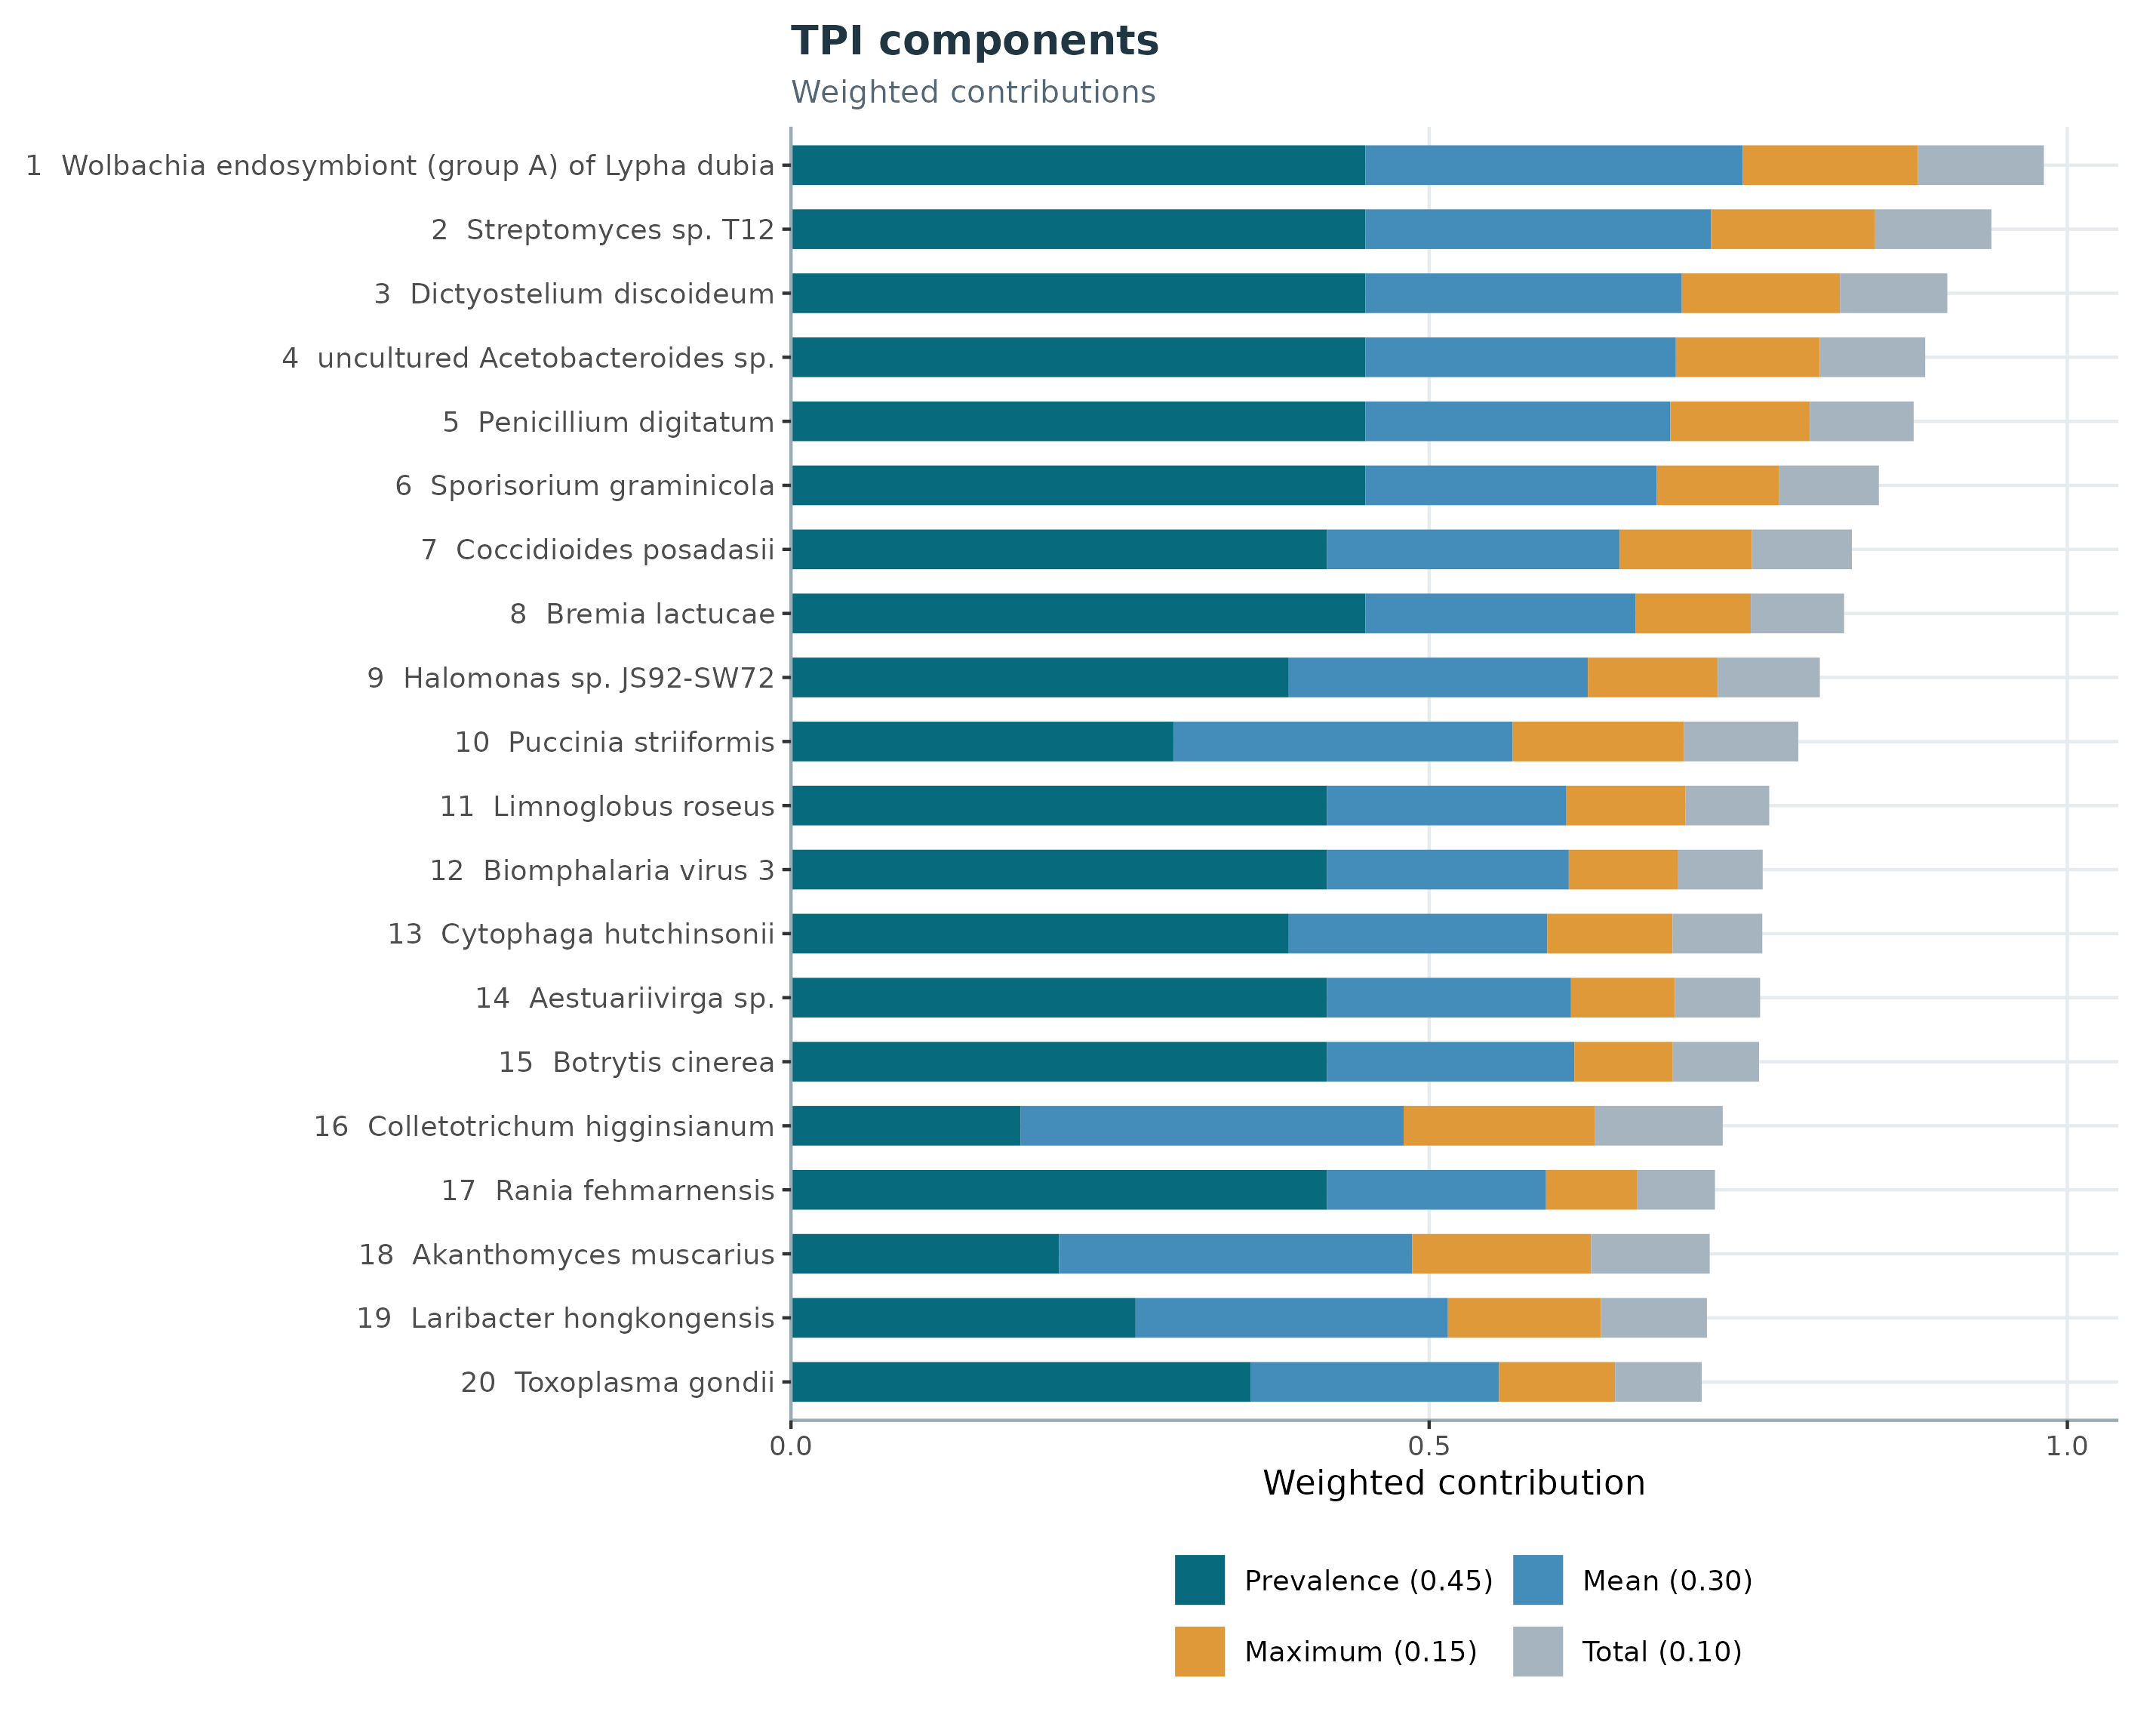 TPI components
Weighted contributions
1  Wolbachia endosymbiont (group A) of Lypha dubia
2  Streptomyces sp. T12
3  Dictyostelium discoideum
4  uncultured Acetobacteroides sp.
5  Penicillium digitatum
6  Sporisorium graminicola
7  Coccidioides posadasii
8  Bremia lactucae
9  Halomonas sp. JS92-SW72
10  Puccinia striiformis
11  Limnoglobus roseus
12  Biomphalaria virus 3
13  Cytophaga hutchinsonii
14  Aestuariivirga sp.
15  Botrytis cinerea
16  Colletotrichum higginsianum
17  Rania fehmarnensis
18  Akanthomyces muscarius
19  Laribacter hongkongensis
20  Toxoplasma gondii
0.0 0.5 1.0
Weighted contribution
Prevalence (0.45) Mean (0.30)
Maximum (0.15) Total (0.10)